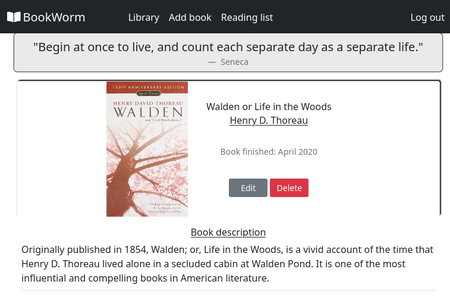 BookWorm Library Add book Reading list Log out
"Begin at once to live, and count each separate day as a separate life."
— Seneca
150TH ANNIVERSARY EDITION
HENRY DAVID THOREAU
WALDEN
Walden or Life in the Woods
Henry D. Thoreau
Book finished: April 2020
Edit Delete
Book description
Originally published in 1854, Walden; or, Life in the Woods, is a vivid account of the time that
Henry D. Thoreau lived alone in a secluded cabin at Walden Pond. It is one of the most
influential and compelling books in American literature.